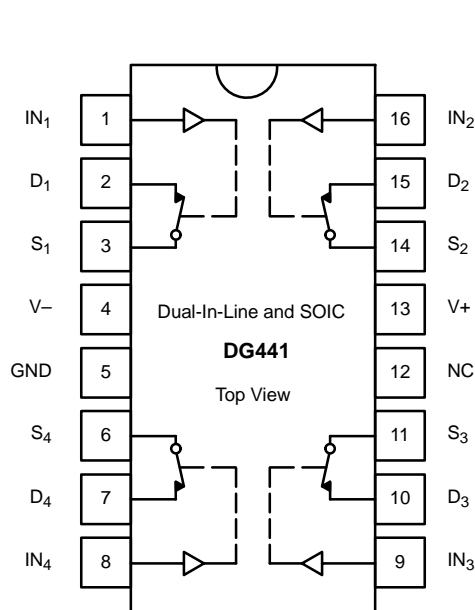 IN1 1 16 IN2
D1 2 15 D2
S1 3 14 S2
V– 4 Dual-In-Line and SOIC 13 V+
DG441
GND 5 12 NC
Top View
S4 6 11 S3
D4 7 10 D3
IN4 8 9 IN3